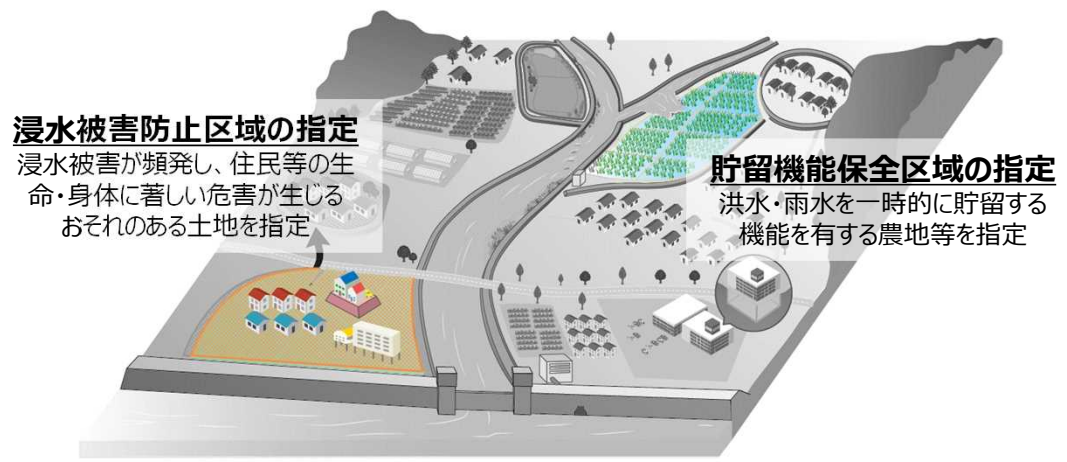 浸水被害防止区域の指定
浸水被害が頻発し、住民等の生
命・身体に著しい危害が生じる
おそれのある土地を指定
貯留機能保全区域の指定
洪水・雨水を一時的に貯留する
機能を有する農地等を指定